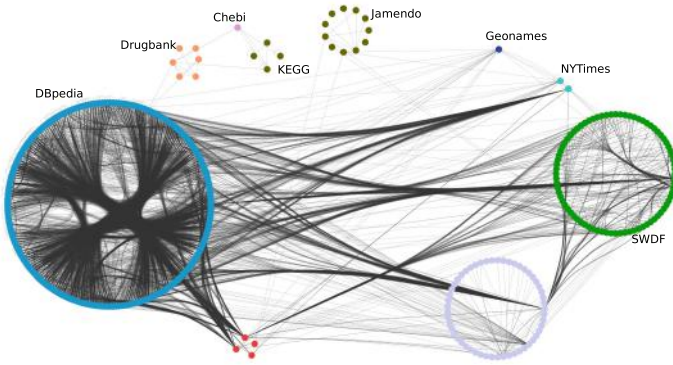 Chebi
Jamendo
Drugbank
KEGG
Geonames
NYTimes
DBpedia
SWDF